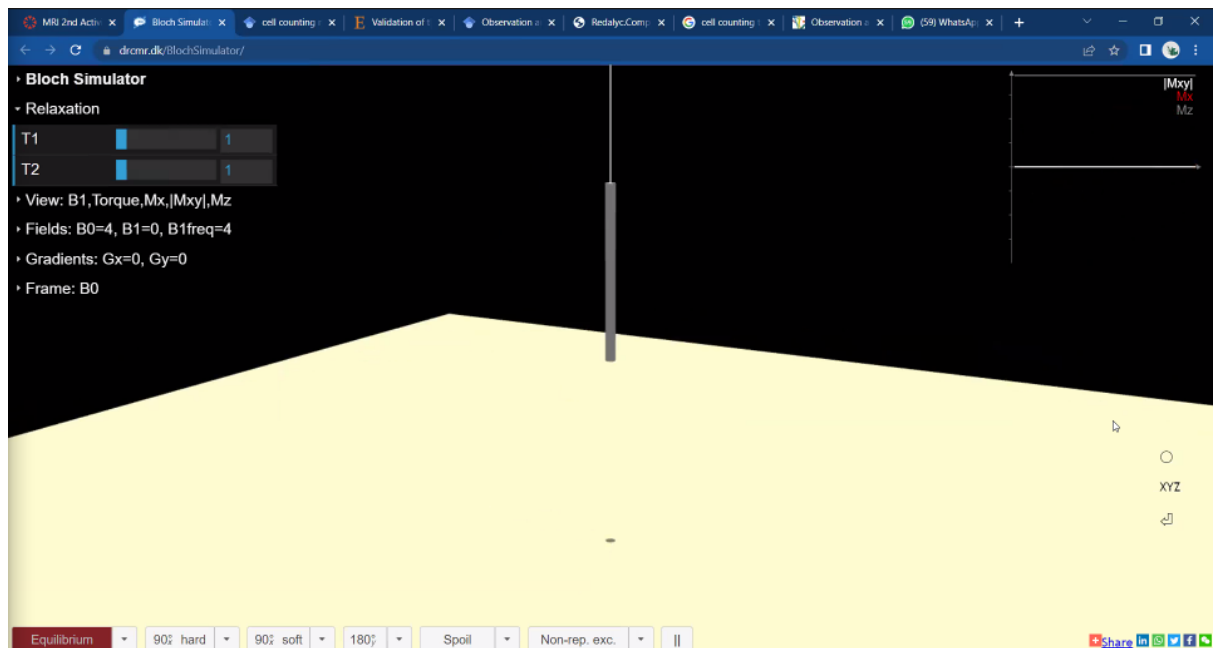 MRI 2nd Activ
Bloch Simulat
cell counting
Validation of t
Observation a
Redalyc.Comp
cell counting
Observation a
(59) WhatsAp
drcmr.dk/BlochSimulator/
Bloch Simulator
Relaxation
T1 1
T2 1
View: B1,Torque,Mx,|Mxy|,Mz
Fields: B0=4, B1=0, B1freq=4
Gradients: Gx=0, Gy=0
Frame: B0
|Mxy|
Mx
Mz
XYZ
Equilibrium
90x° hard
90x° soft
180y°
Spoil
Non-rep. exc.
||
Share